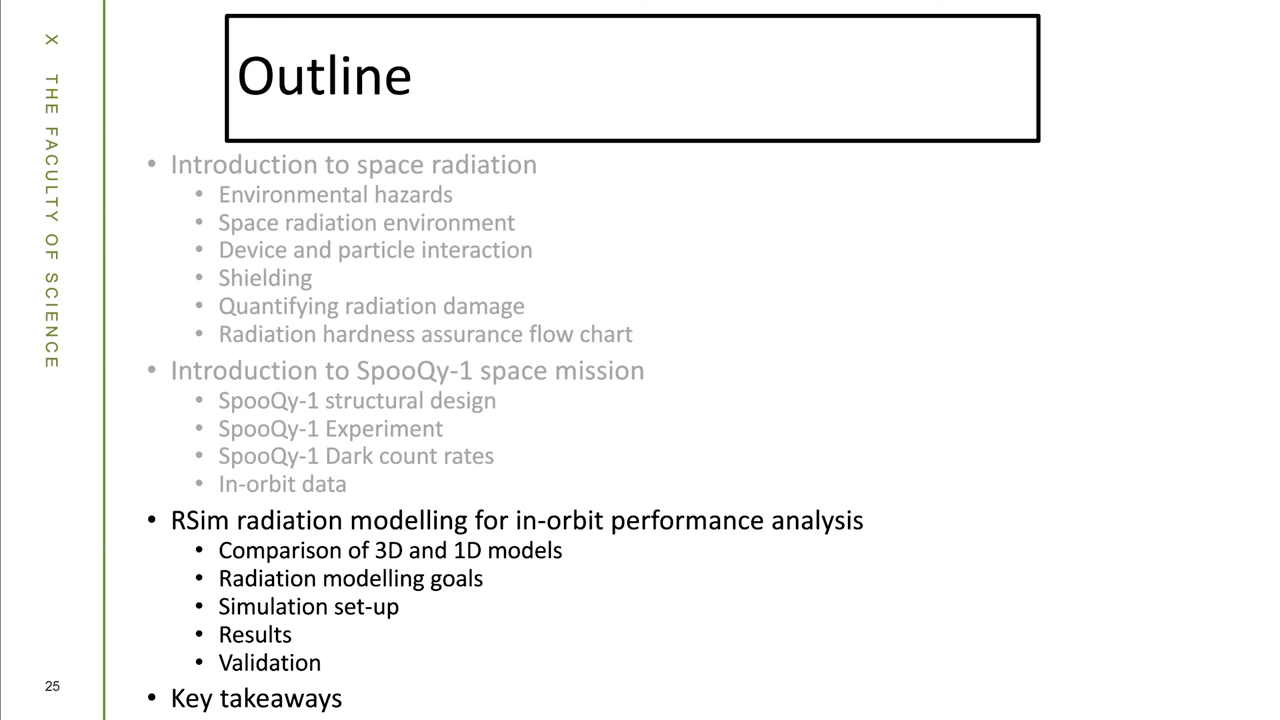 X THE FACULTY OF SCIENCE
Outline
• Introduction to space radiation
• Environmental hazards
• Space radiation environment
• Device and particle interaction
• Shielding
• Quantifying radiation damage
• Radiation hardness assurance flow chart
• Introduction to SpooQy-1 space mission
• SpooQy-1 structural design
• SpooQy-1 Experiment
• SpooQy-1 Dark count rates
• In-orbit data
• RSim radiation modelling for in-orbit performance analysis
• Comparison of 3D and 1D models
• Radiation modelling goals
• Simulation set-up
• Results
• Validation
• Key takeaways
25